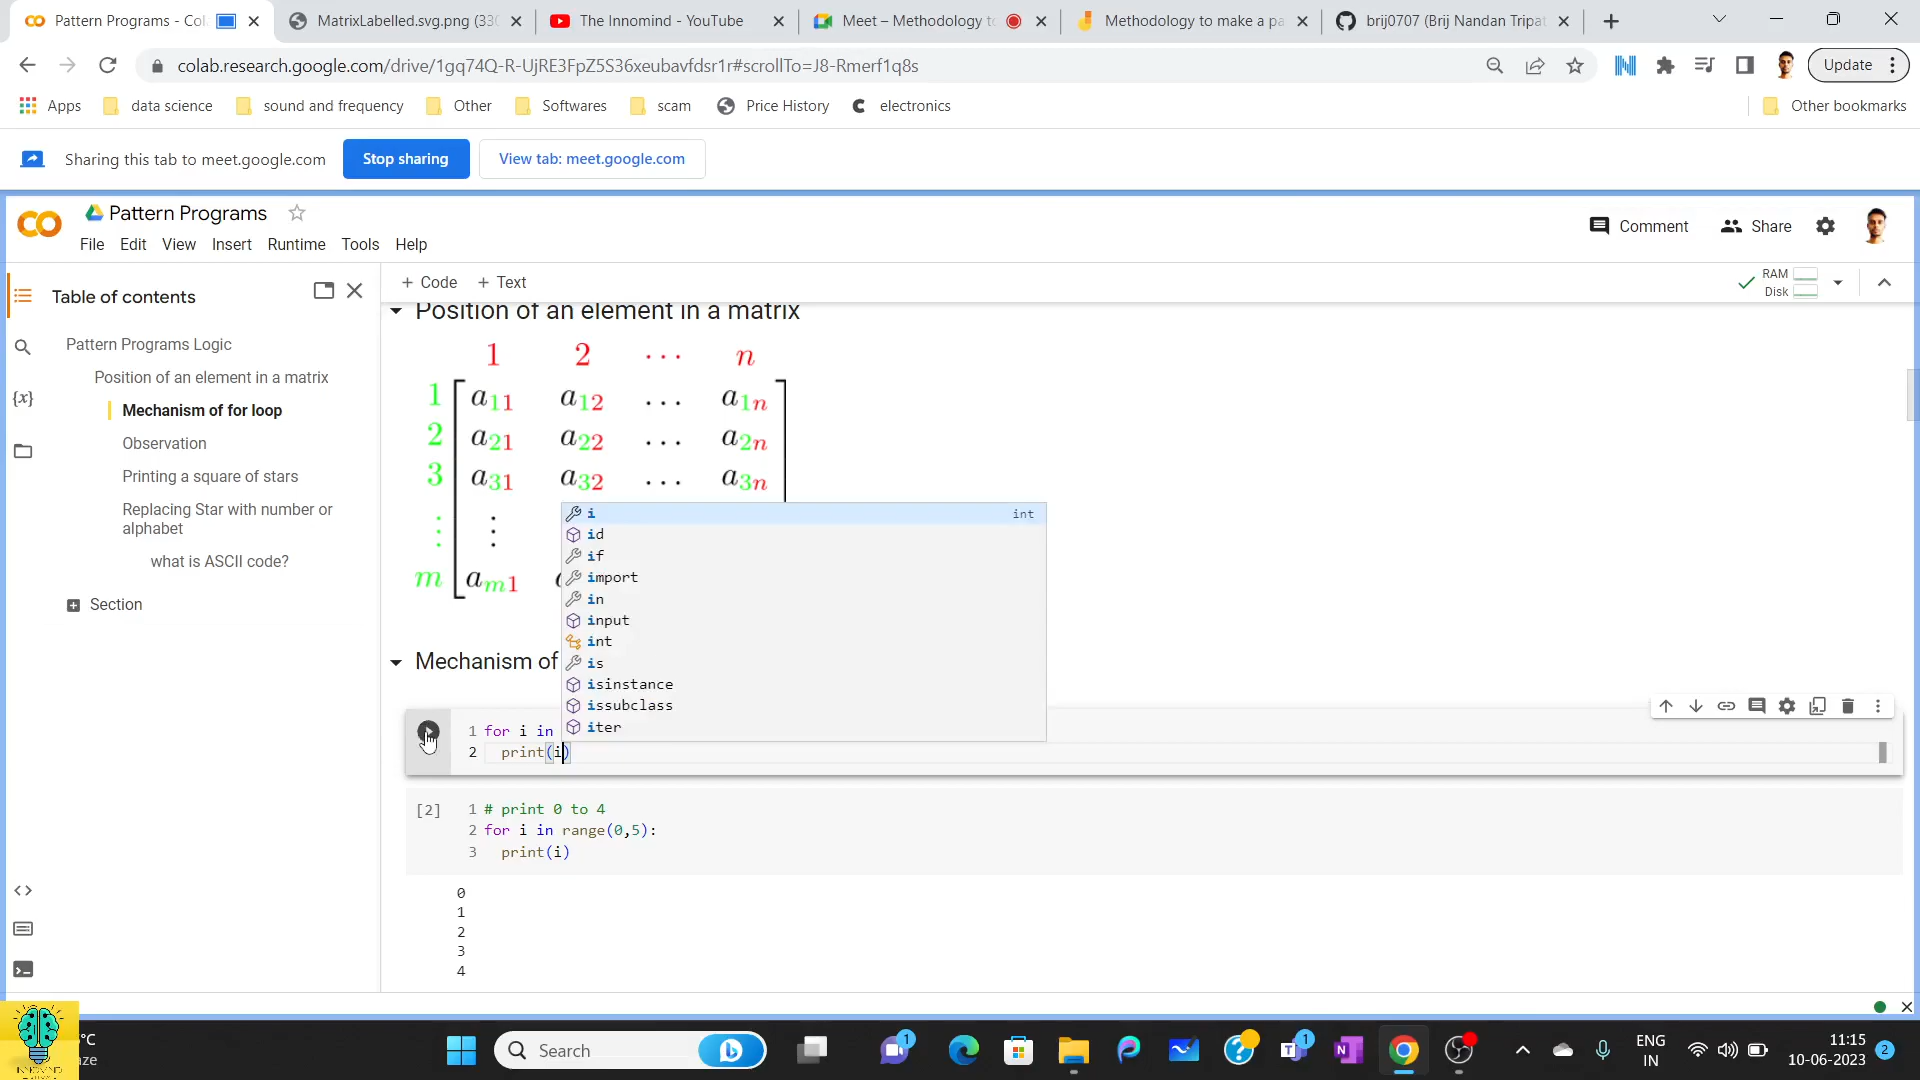 Pattern Programs - Col
MatrixLabelled.svg.png (330
The Innomind - YouTube
Meet – Methodology to
Methodology to make a pa
brij0707 (Brij Nandan Tripat
colab.research.google.com/drive/1gq74Q-R-UjRE3FpZ5S36xeubavfdsr1r#scrollTo=J8-Rmerf1q8s
Update
Apps
data science
sound and frequency
Other
Softwares
scam
Price History
electronics
Other bookmarks
Sharing this tab to meet.google.com
Stop sharing
View tab: meet.google.com
Pattern Programs
File Edit View Insert Runtime Tools Help
Comment
Share
Table of contents
+ Code + Text
RAM
Disk
Pattern Programs Logic
Position of an element in a matrix
Mechanism of for loop
Observation
Printing a square of stars
Replacing Star with number or
alphabet
what is ASCII code?
Section
Position of an element in a matrix
1 2 ... n
1 a11 a12 ... a1n
2 a21 a22 ... a2n
3 a31 a32 ... a3n
m am1
i int
id
if
import
in
input
int
is
isinstance
issubclass
iter
Mechanism of
1 for i in
2 print(i)
[2] 1 # print 0 to 4
2 for i in range(0,5):
3 print(i)
0
1
2
3
4
°C
aze
Search
1
1
ENG
IN
11:15
10-06-2023
2